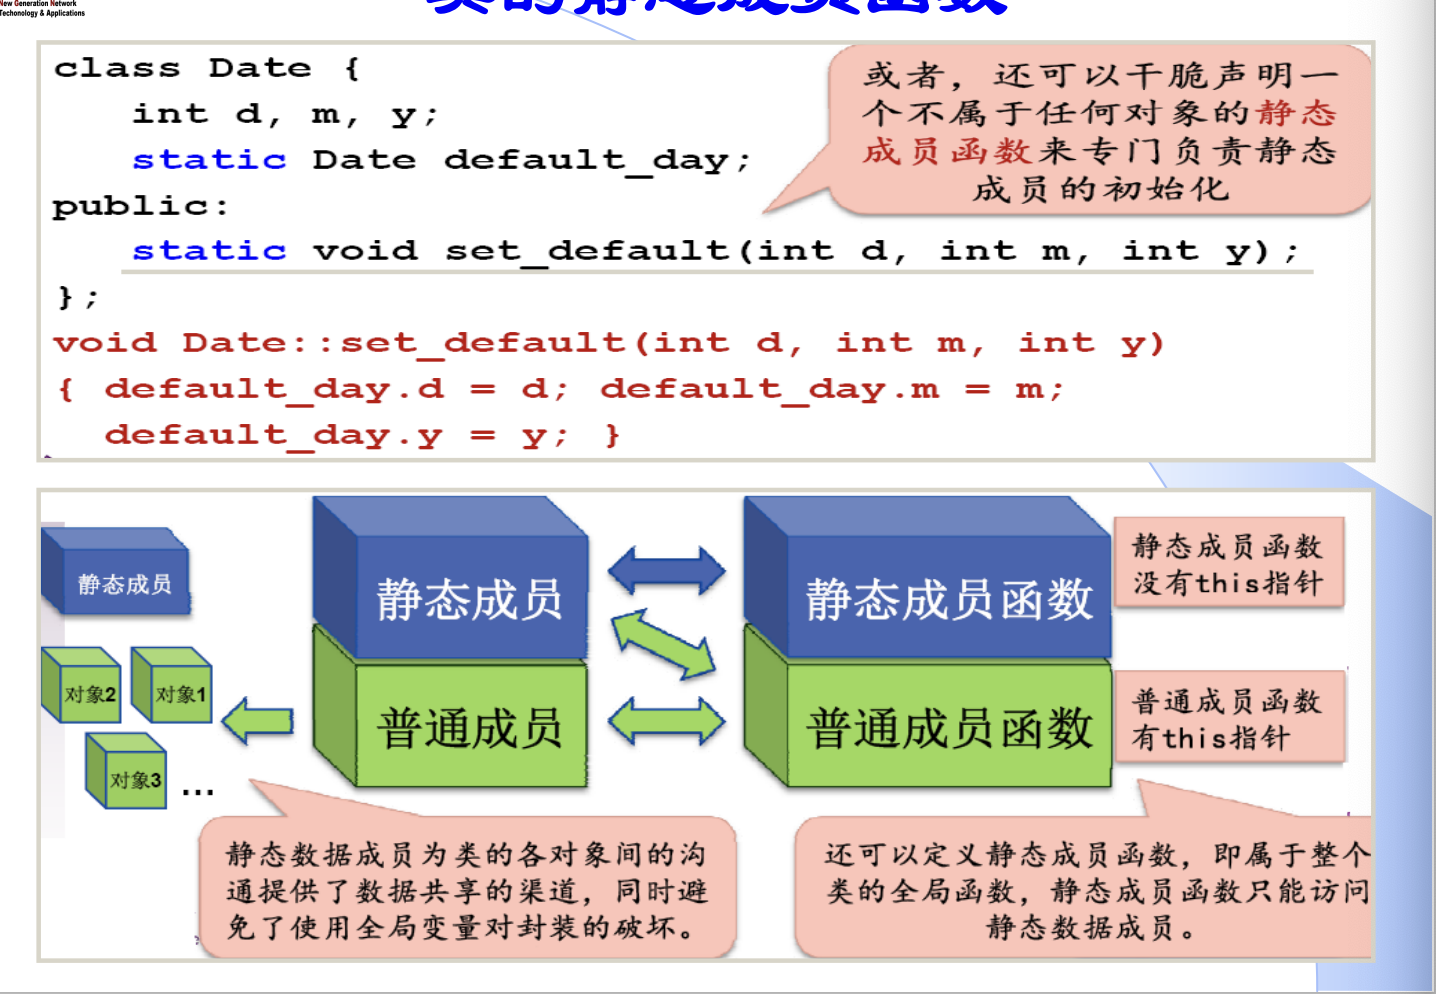 New Generation Network
Technology & Applications
类的静态成员函数
class Date {
int d, m, y;
static Date default_day;
public:
static void set_default(int d, int m, int y);
};
void Date::set_default(int d, int m, int y)
{ default_day.d = d; default_day.m = m;
default_day.y = y; }
或者，还可以干脆声明一
个不属于任何对象的静态
成员函数来专门负责静态
成员的初始化
静态成员
对象2
对象1
对象3
...
静态成员
普通成员
静态成员函数
普通成员函数
静态成员函数
没有this指针
普通成员函数
有this指针
静态数据成员为类的各对象间的沟
通提供了数据共享的渠道，同时避
免了使用全局变量对封装的破坏。
还可以定义静态成员函数，即属于整个
类的全局函数，静态成员函数只能访问
静态数据成员。